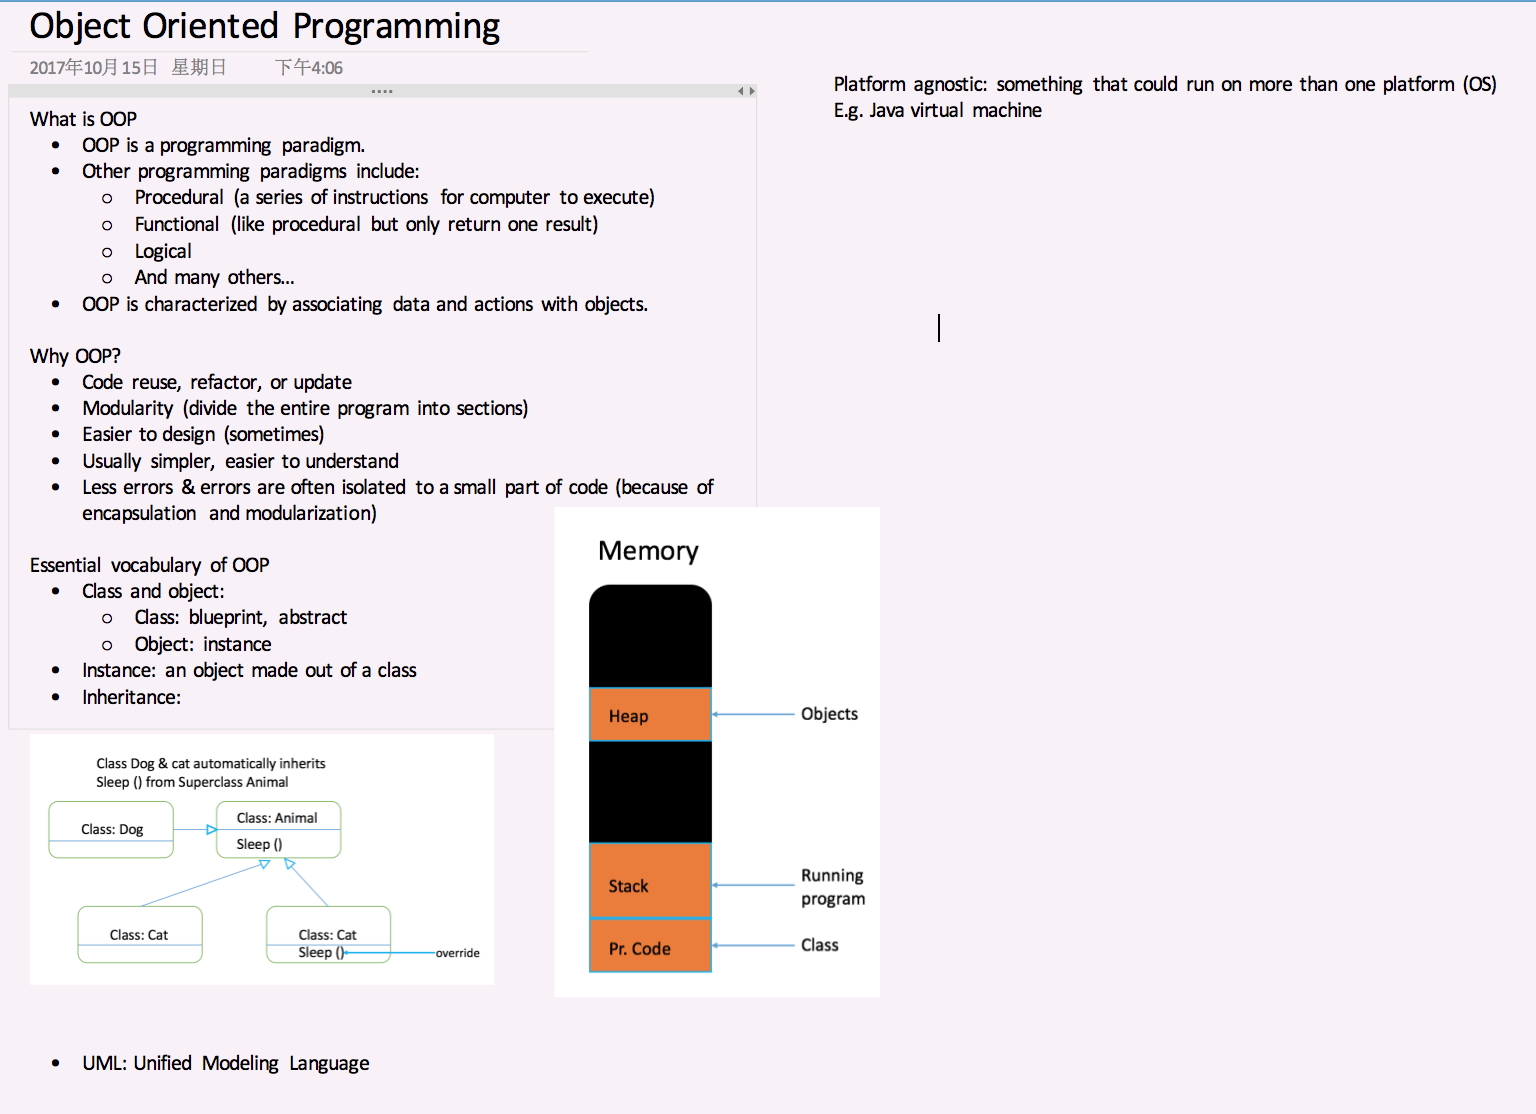 Object Oriented Programming
2017年10月15日 星期日 下午4:06
What is OOP
• OOP is a programming paradigm.
• Other programming paradigms include:
○ Procedural (a series of instructions for computer to execute)
○ Functional (like procedural but only return one result)
○ Logical
○ And many others...
• OOP is characterized by associating data and actions with objects.
Why OOP?
• Code reuse, refactor, or update
• Modularity (divide the entire program into sections)
• Easier to design (sometimes)
• Usually simpler, easier to understand
• Less errors & errors are often isolated to a small part of code (because of
encapsulation and modularization)
Essential vocabulary of OOP
• Class and object:
○ Class: blueprint, abstract
○ Object: instance
• Instance: an object made out of a class
• Inheritance:
Class Dog & cat automatically inherits
Sleep () from Superclass Animal
Class: Dog
Class: Animal
Sleep ()
Class: Cat
Class: Cat
Sleep ()
override
• UML: Unified Modeling Language
Memory
Heap
Objects
Stack
Running
program
Pr. Code
Class
Platform agnostic: something that could run on more than one platform (OS)
E.g. Java virtual machine